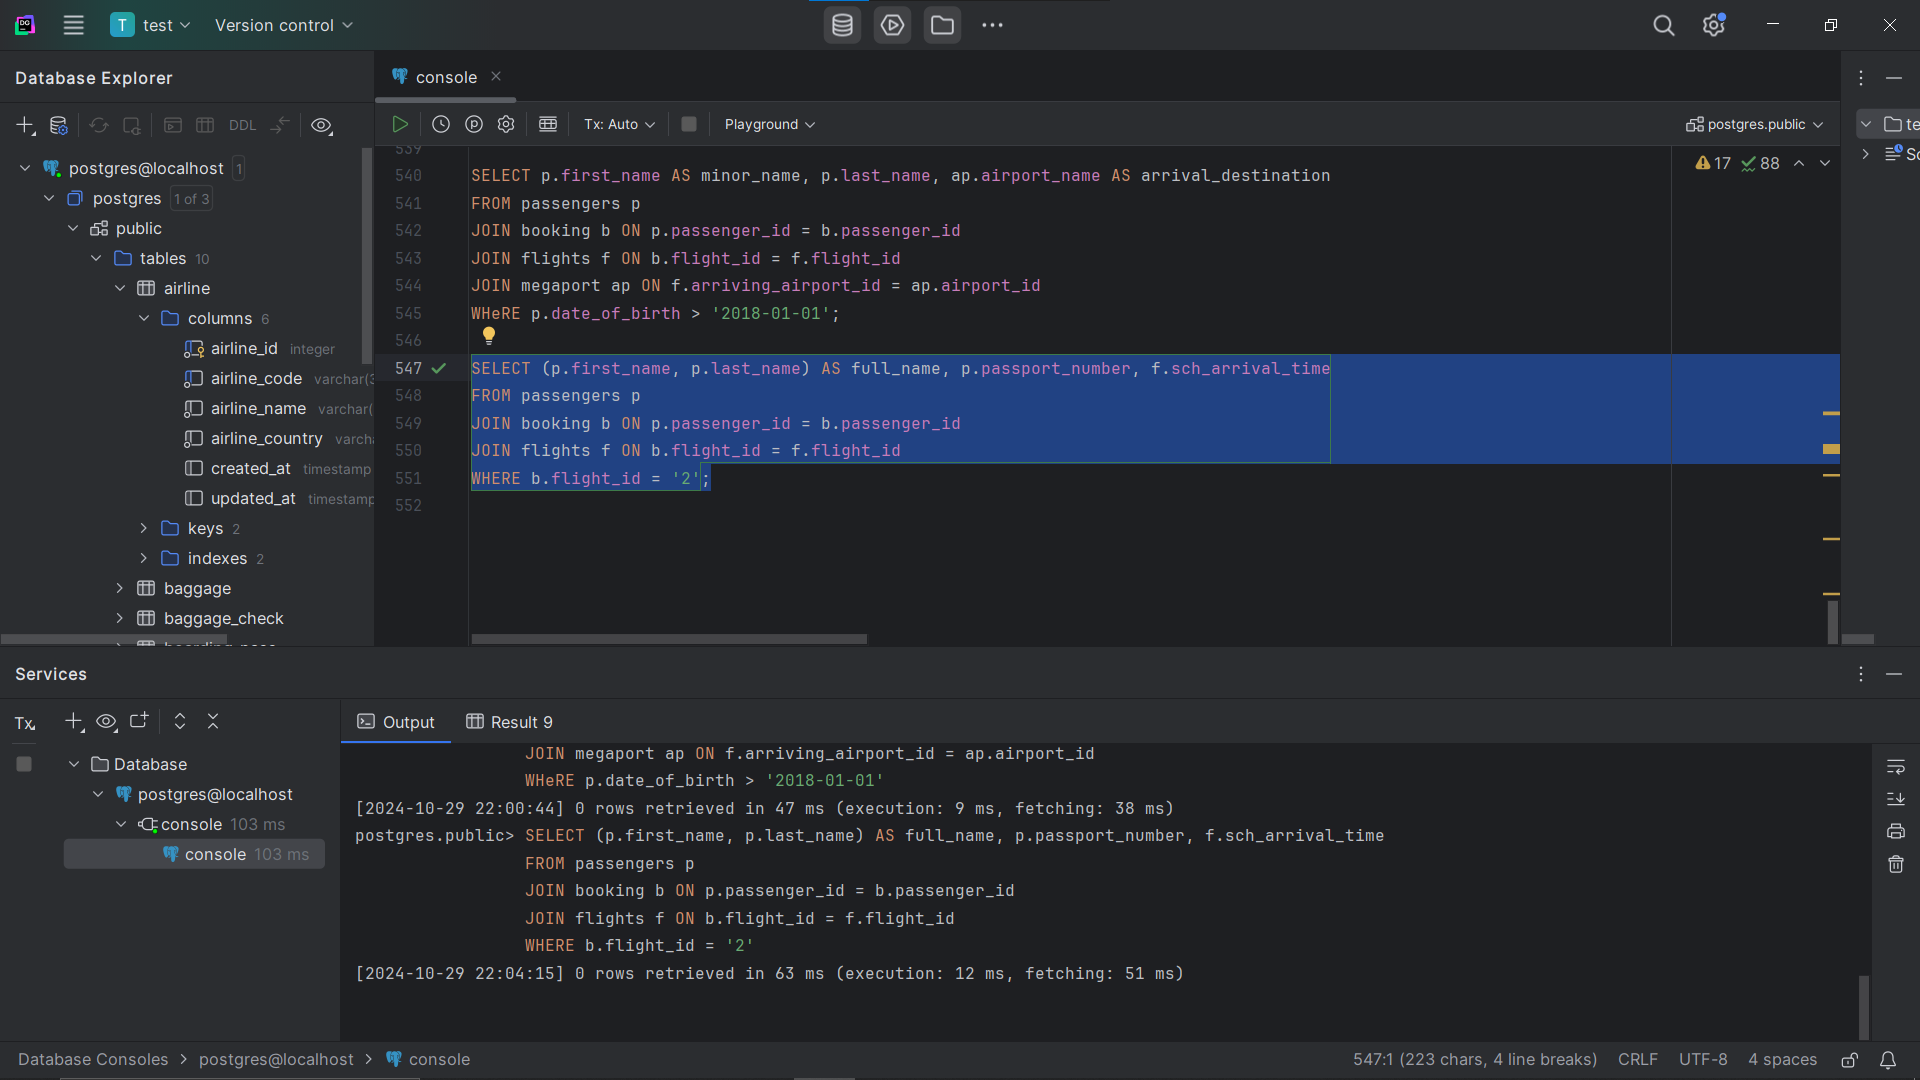 T test Version control
Database Explorer
DDL
postgres@localhost 1
postgres 1 of 3
public
tables 10
airline
columns 6
airline_id integer
airline_code varchar(3
airline_name varchar(
airline_country varcha
created_at timestamp
updated_at timestamp
keys 2
indexes 2
baggage
baggage_check
console
Tx: Auto Playground postgres.public
17 88
te
Sc
539
540 SELECT p.first_name AS minor_name, p.last_name, ap.airport_name AS arrival_destination
541 FROM passengers p
542 JOIN booking b ON p.passenger_id = b.passenger_id
543 JOIN flights f ON b.flight_id = f.flight_id
544 JOIN megaport ap ON f.arriving_airport_id = ap.airport_id
545 WHeRE p.date_of_birth > '2018-01-01';
546
547 SELECT (p.first_name, p.last_name) AS full_name, p.passport_number, f.sch_arrival_time
548 FROM passengers p
549 JOIN booking b ON p.passenger_id = b.passenger_id
550 JOIN flights f ON b.flight_id = f.flight_id
551 WHERE b.flight_id = '2';
552
Services
Tx
Database
postgres@localhost
console 103 ms
console 103 ms
Output Result 9
JOIN megaport ap ON f.arriving_airport_id = ap.airport_id
WHeRE p.date_of_birth > '2018-01-01'
[2024-10-29 22:00:44] 0 rows retrieved in 47 ms (execution: 9 ms, fetching: 38 ms)
postgres.public> SELECT (p.first_name, p.last_name) AS full_name, p.passport_number, f.sch_arrival_time
FROM passengers p
JOIN booking b ON p.passenger_id = b.passenger_id
JOIN flights f ON b.flight_id = f.flight_id
WHERE b.flight_id = '2'
[2024-10-29 22:04:15] 0 rows retrieved in 63 ms (execution: 12 ms, fetching: 51 ms)
Database Consoles > postgres@localhost > console
547:1 (223 chars, 4 line breaks) CRLF UTF-8 4 spaces